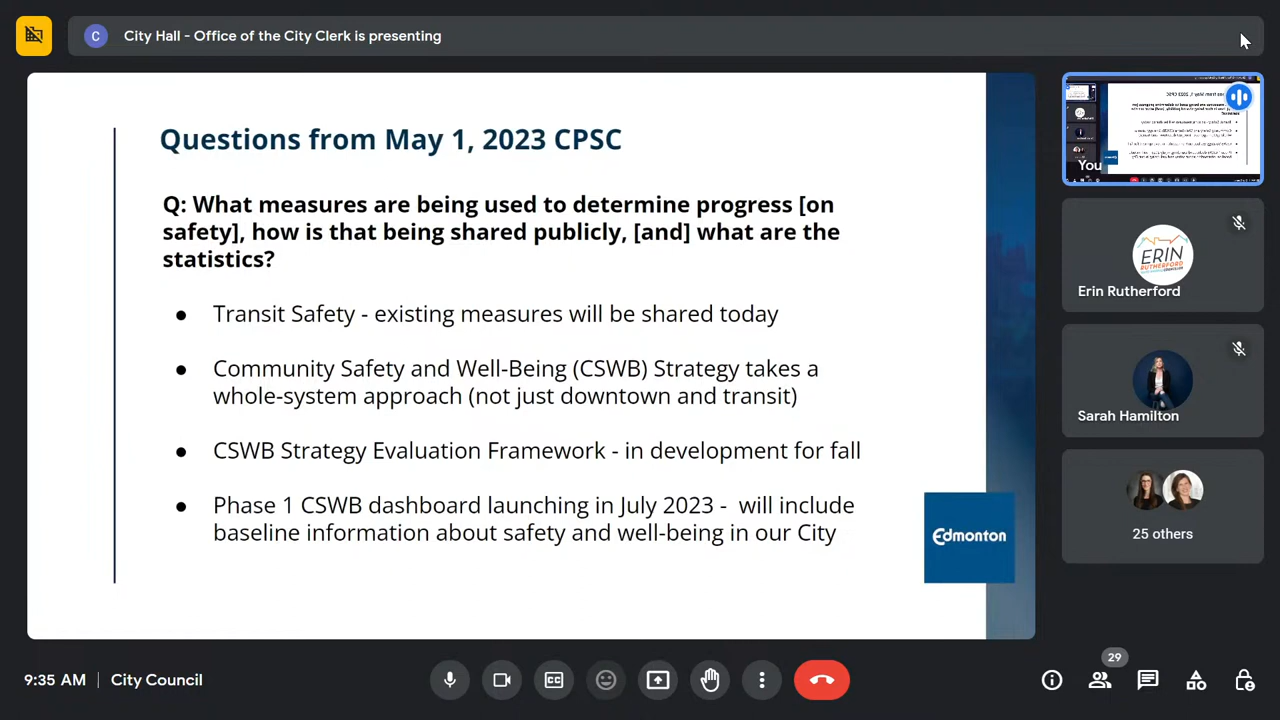 C
City Hall - Office of the City Clerk is presenting
Questions from May 1, 2023 CPSC
Q: What measures are being used to determine progress [on
safety], how is that being shared publicly, [and] what are the
statistics?
● Transit Safety - existing measures will be shared today
● Community Safety and Well-Being (CSWB) Strategy takes a
whole-system approach (not just downtown and transit)
● CSWB Strategy Evaluation Framework - in development for fall
● Phase 1 CSWB dashboard launching in July 2023 - will include
baseline information about safety and well-being in our City
Edmonton
You
ERIN
RUTHERFORD
Erin Rutherford
Sarah Hamilton
25 others
9:35 AM | City Council
CC
29